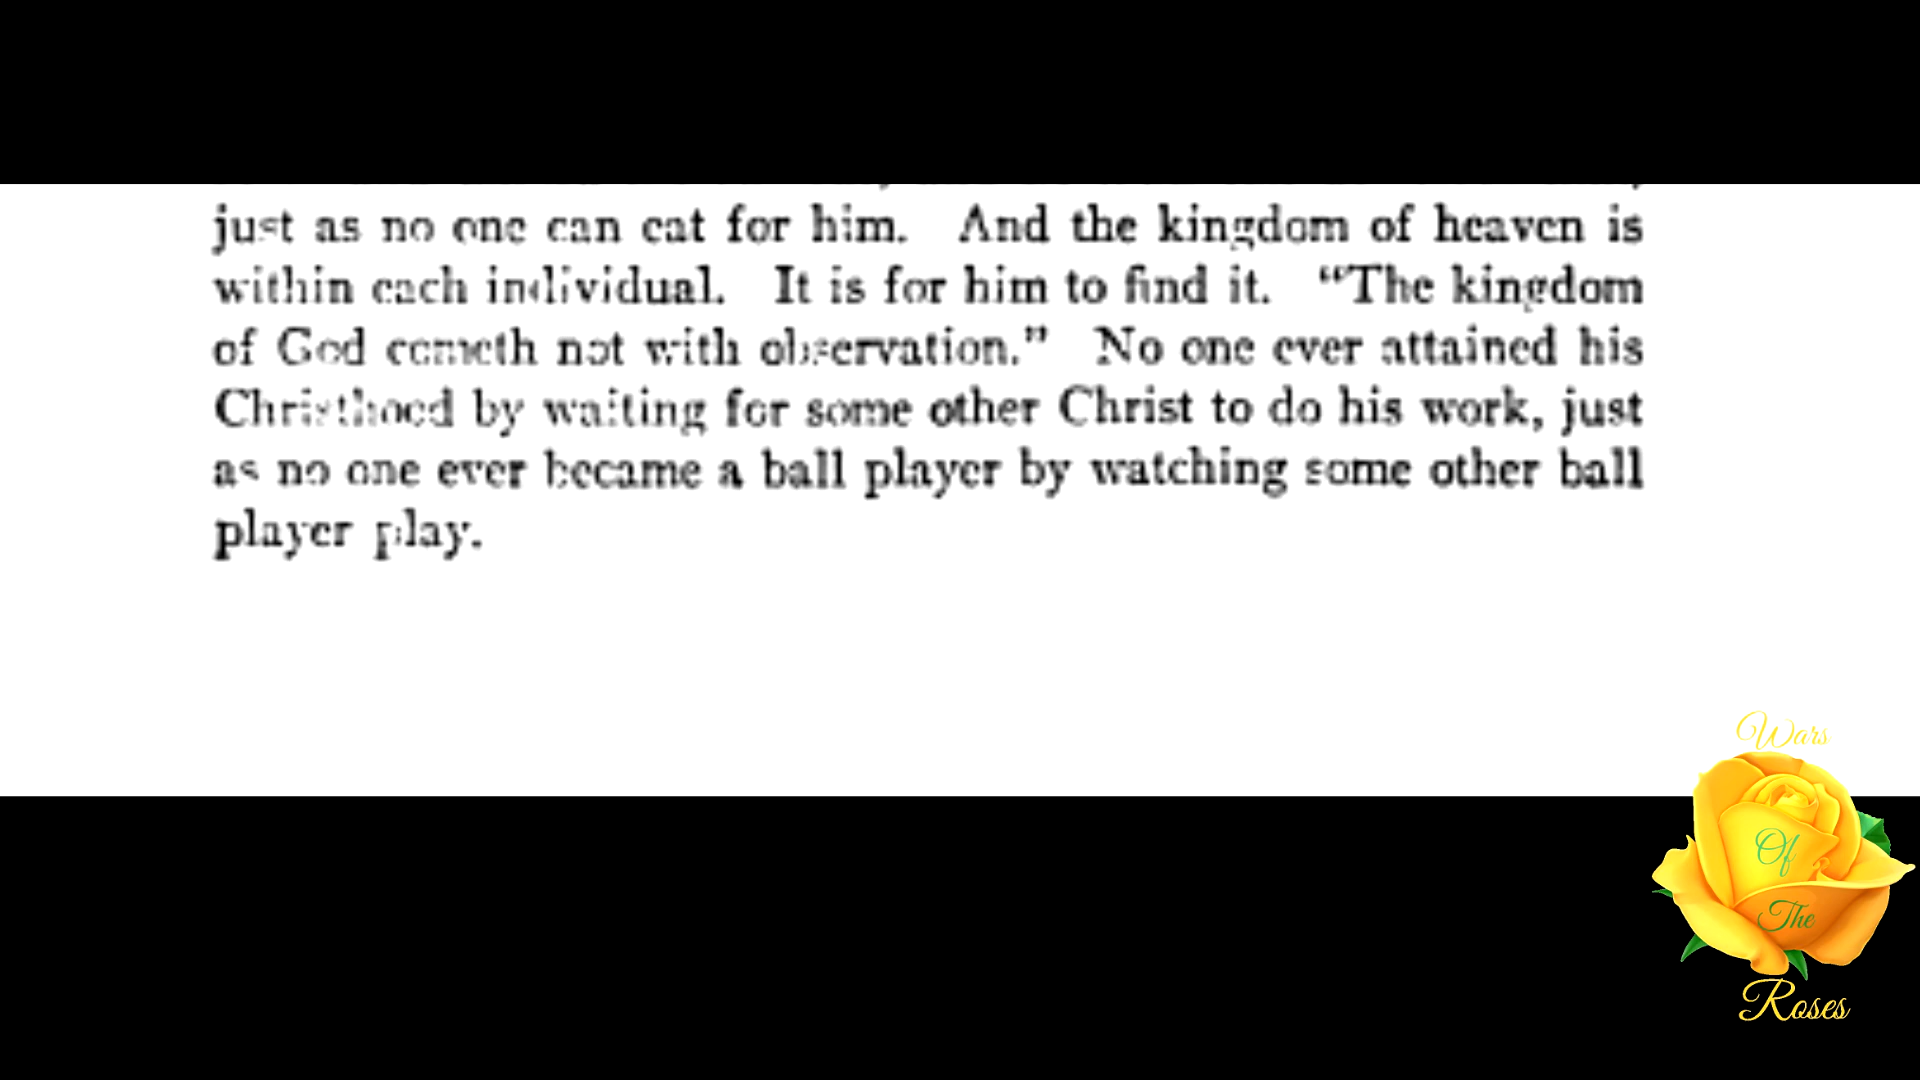 just as no one can eat for him. And the kingdom of heaven is
within each individual. It is for him to find it. “The kingdom
of God cometh not with observation.” No one ever attained his
Christhood by waiting for some other Christ to do his work, just
as no one ever became a ball player by watching some other ball
player play.
Wars
Of
The
Roses